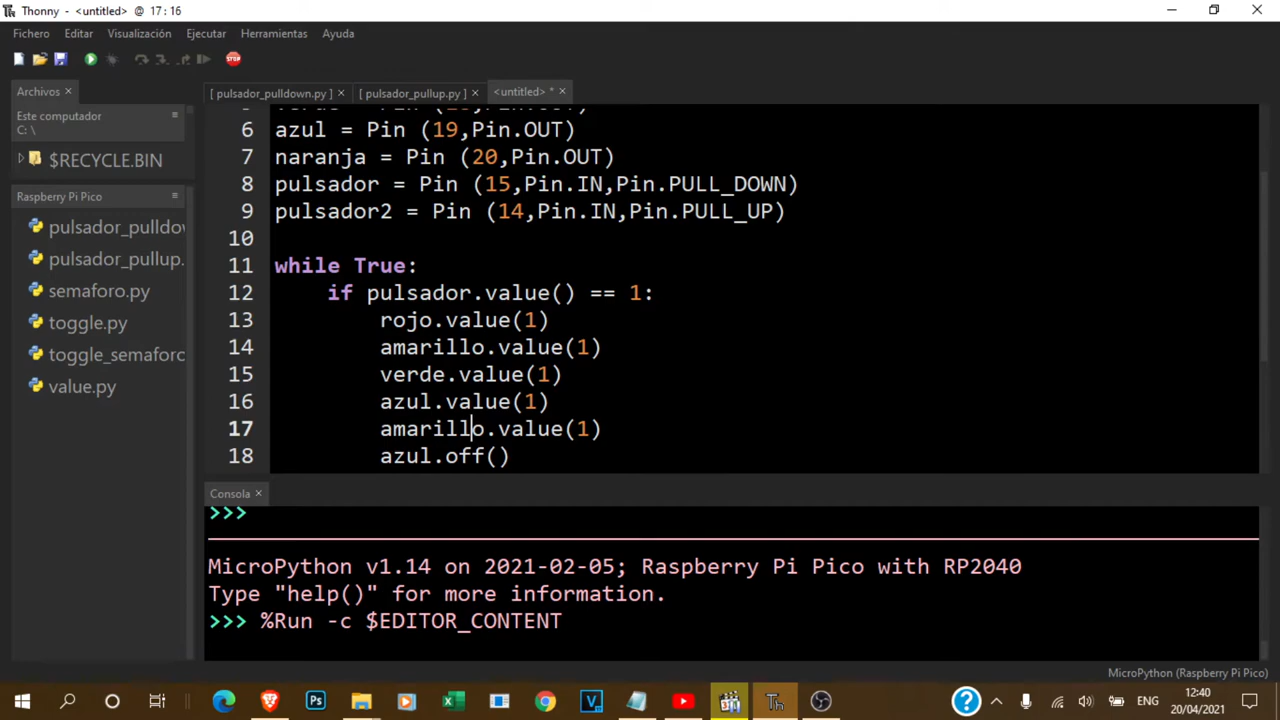 Thonny - <untitled> @ 17 : 16
Fichero Editar Visualización Ejecutar Herramientas Ayuda
STOP
Archivos
Este computador
C: \
$RECYCLE.BIN
Raspberry Pi Pico
pulsador_pulldov
pulsador_pullup.
semaforo.py
toggle.py
toggle_semaforo
value.py
[ pulsador_pulldown.py ] [ pulsador_pullup.py ] <untitled> *
6 azul = Pin (19,Pin.OUT)
7 naranja = Pin (20,Pin.OUT)
8 pulsador = Pin (15,Pin.IN,Pin.PULL_DOWN)
9 pulsador2 = Pin (14,Pin.IN,Pin.PULL_UP)
10
11 while True:
12 if pulsador.value() == 1:
13 rojo.value(1)
14 amarillo.value(1)
15 verde.value(1)
16 azul.value(1)
17 amarillo.value(1)
18 azul.off()
Consola
>>>
MicroPython v1.14 on 2021-02-05; Raspberry Pi Pico with RP2040
Type "help()" for more information.
>>> %Run -c $EDITOR_CONTENT
MicroPython (Raspberry Pi Pico)
ENG
12:40
20/04/2021